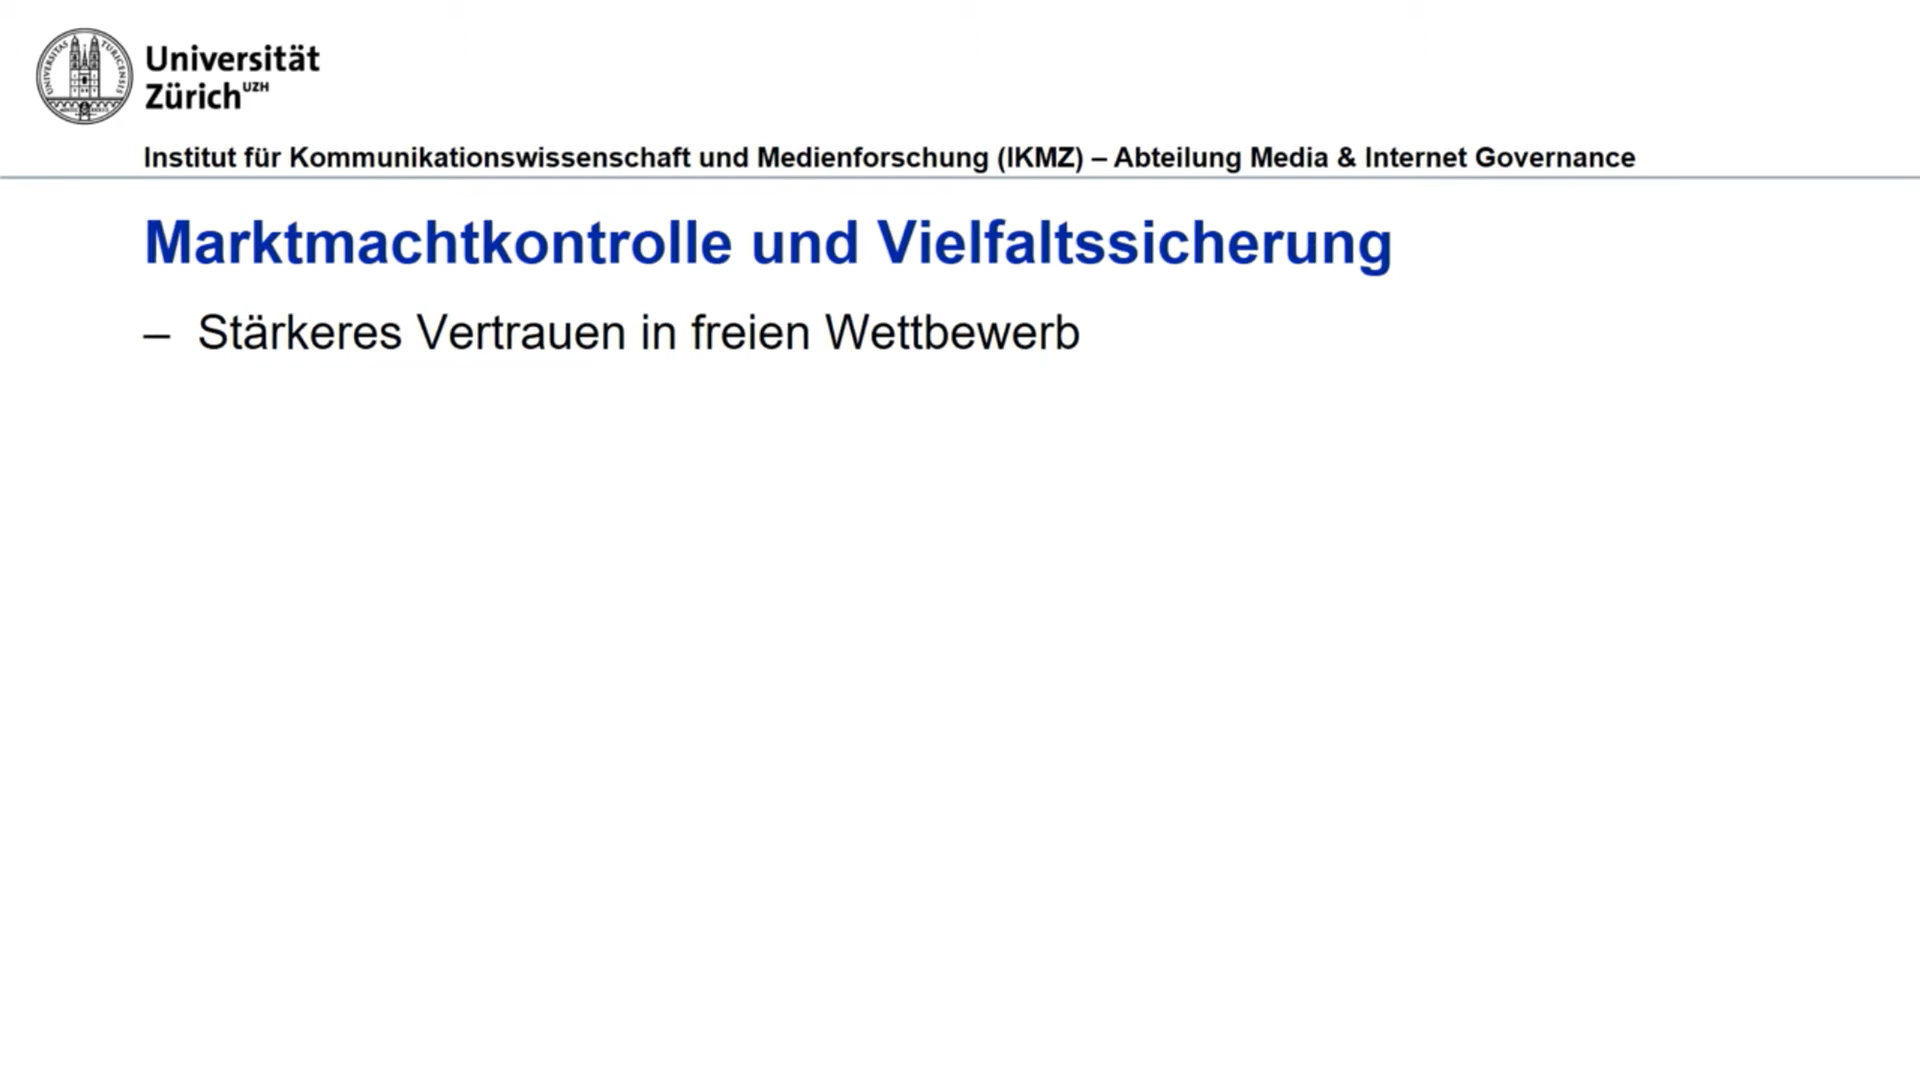 Universität
Zürich UZH
Institut für Kommunikationswissenschaft und Medienforschung (IKMZ) – Abteilung Media & Internet Governance
Marktmachtkontrolle und Vielfaltssicherung
– Stärkeres Vertrauen in freien Wettbewerb